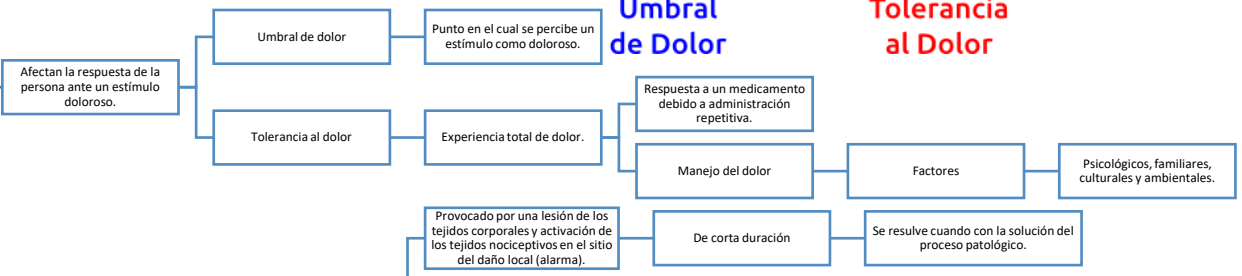 Umbral
de Dolor
Tolerancia
al Dolor
Afectan la respuesta de la
persona ante un estímulo
doloroso.
Umbral de dolor
Punto en el cual se percibe un
estímulo como doloroso.
Tolerancia al dolor
Experiencia total de dolor.
Respuesta a un medicamento
debido a administración
repetitiva.
Manejo del dolor
Factores
Psicológicos, familiares,
culturales y ambientales.
Provocado por una lesión de los
tejidos corporales y activación de
los tejidos nociceptivos en el sitio
del daño local (alarma).
De corta duración
Se resulve cuando con la solución del
proceso patológico.